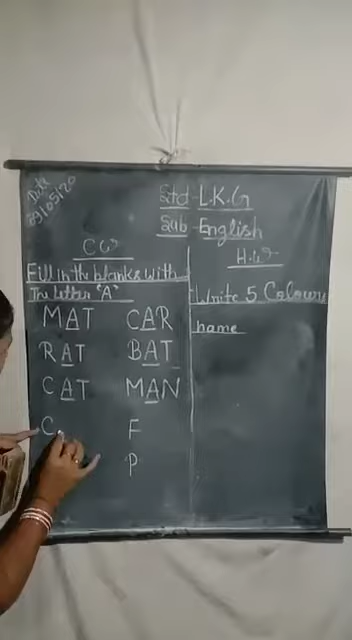 Date
29/05/20
Std - L.K.G
Sub - English
C.W
Fill in the blanks with
The letter "A"
MAT CAR
RAT BAT
CAT MAN
C F
P
H.W
Write 5 Colours
name